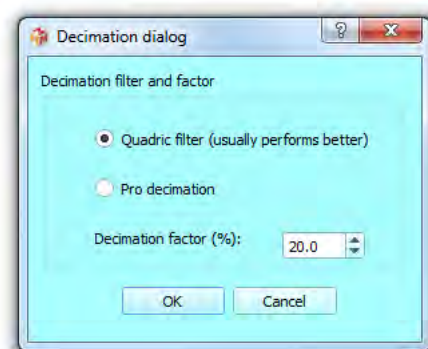 Decimation dialog
Decimation filter and factor
Quadric filter (usually performs better)
Pro decimation
Decimation factor (%): 20.0
OK Cancel